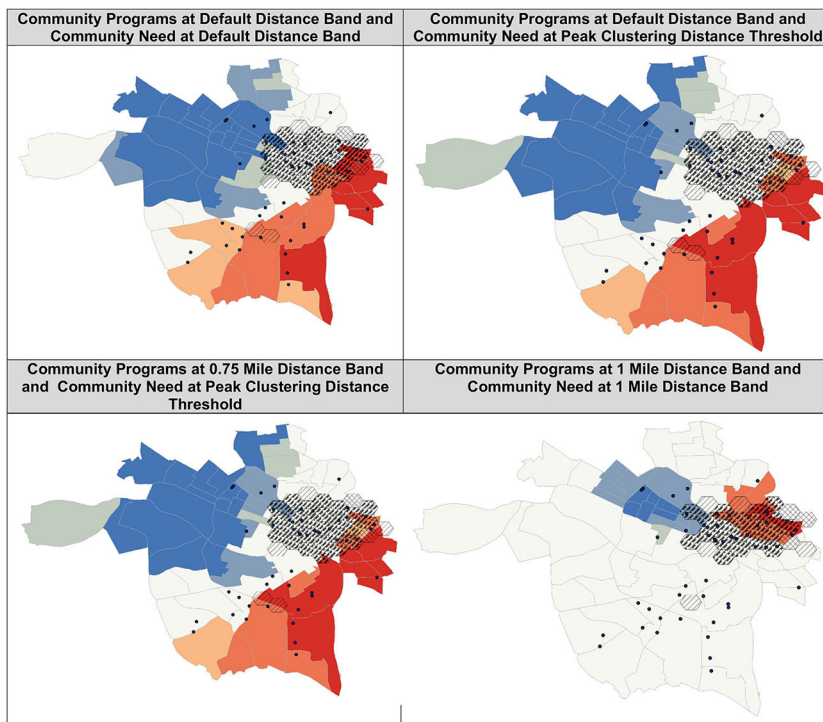 Community Programs at Default Distance Band and
Community Need at Default Distance Band
Community Programs at Default Distance Band and
Community Need at Peak Clustering Distance Threshold
Community Programs at 0.75 Mile Distance Band
and Community Need at Peak Clustering Distance
Threshold
Community Programs at 1 Mile Distance Band and
Community Need at 1 Mile Distance Band